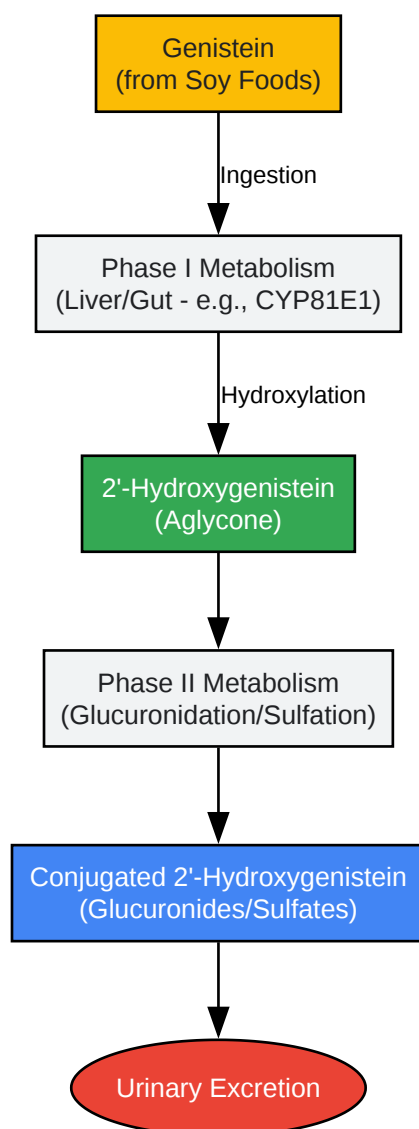 Genistein
(from Soy Foods)
Ingestion
Phase I Metabolism
(Liver/Gut - e.g., CYP81E1)
Hydroxylation
2'-Hydroxygenistein
(Aglycone)
Phase II Metabolism
(Glucuronidation/Sulfation)
Conjugated 2'-Hydroxygenistein
(Glucuronides/Sulfates)
Urinary Excretion